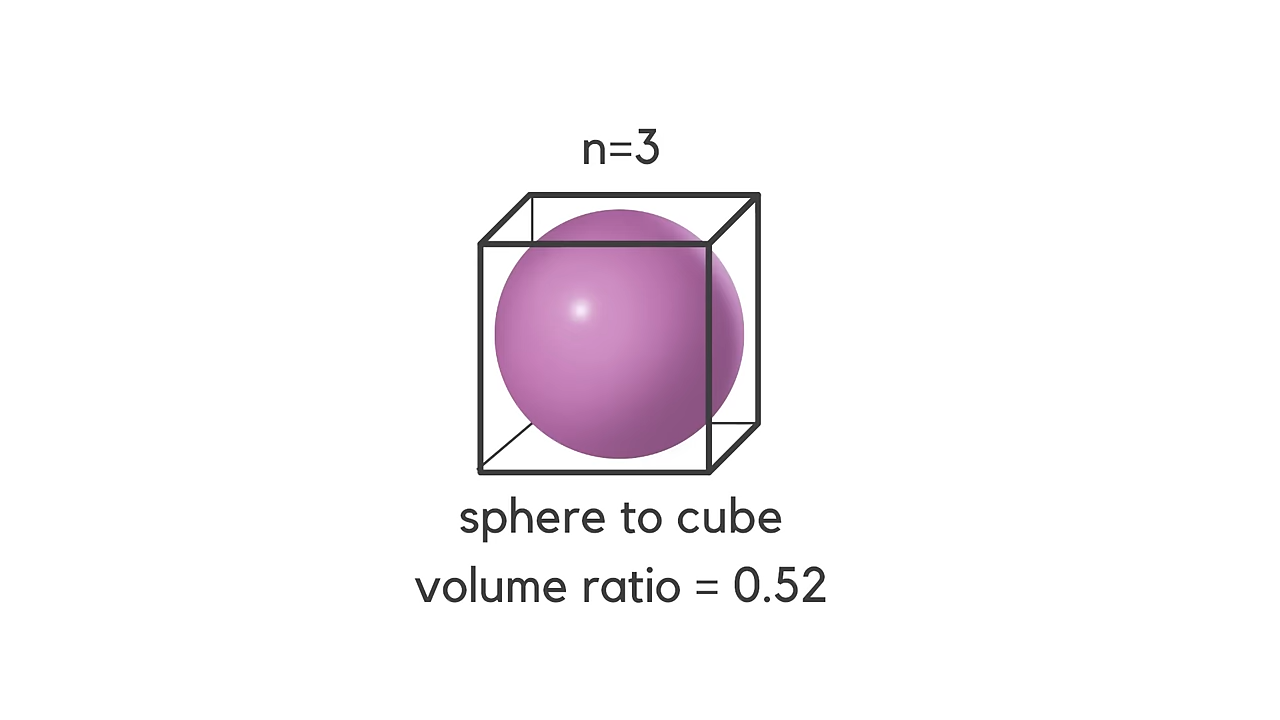 n=3
sphere to cube
volume ratio = 0.52